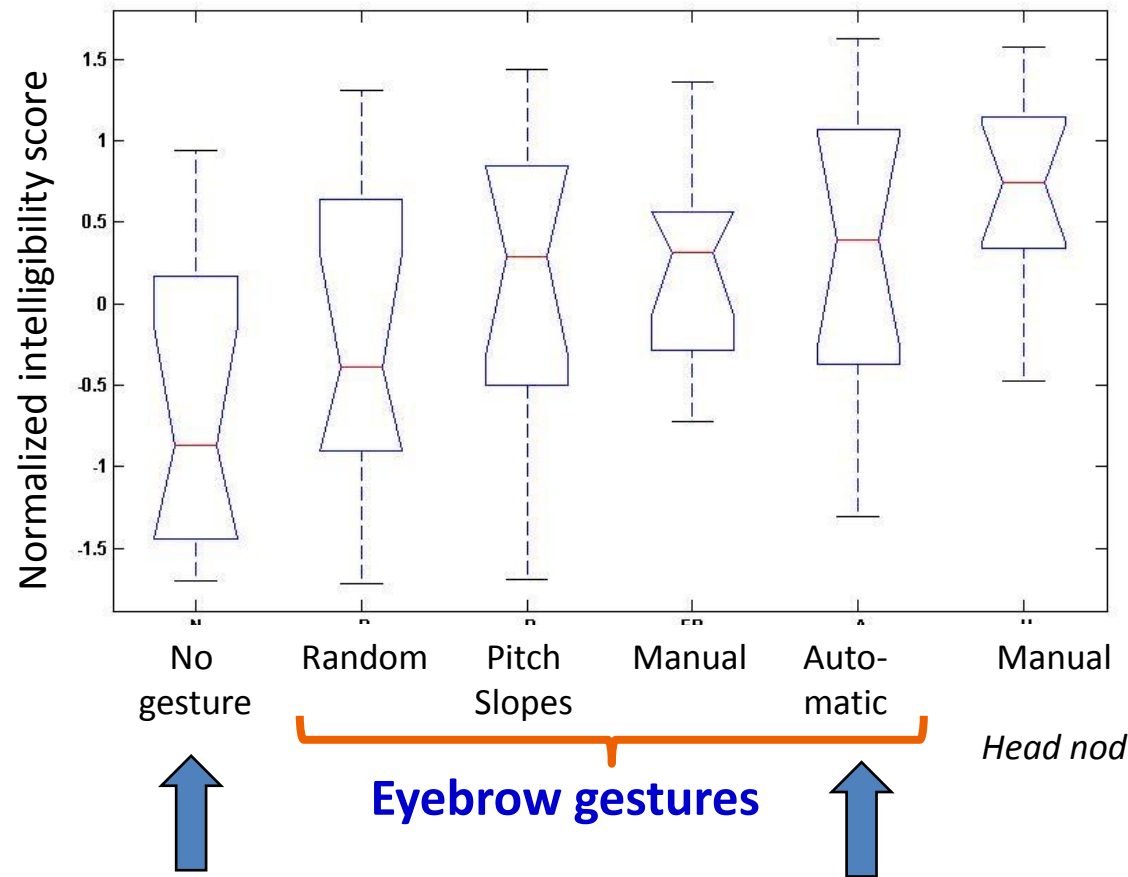 Normalized intelligibility score
1.5
1
0.5
0
-0.5
-1
-1.5
No gesture
Random
Pitch Slopes
Manual
Auto-
matic
Manual
Head nod
Eyebrow gestures